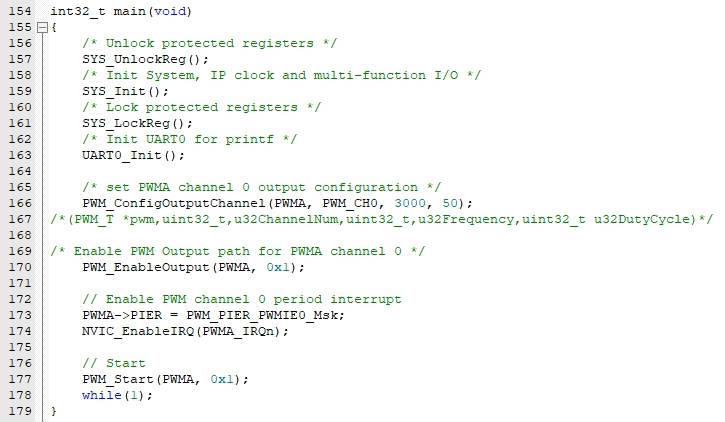 154 int32_t main(void)
155 {
156 /* Unlock protected registers */
157 SYS_UnlockReg();
158 /* Init System, IP clock and multi-function I/O */
159 SYS_Init();
160 /* Lock protected registers */
161 SYS_LockReg();
162 /* Init UART0 for printf */
163 UART0_Init();
164
165 /* set PWMA channel 0 output configuration */
166 PWM_ConfigOutputChannel(PWMA, PWM_CH0, 3000, 50);
167 /*(PWM_T *pwm,uint32_t,u32ChannelNum,uint32_t,u32Frequency,uint32_t u32DutyCycle)*/
168
169 /* Enable PWM Output path for PWMA channel 0 */
170 PWM_EnableOutput(PWMA, 0x1);
171
172 // Enable PWM channel 0 period interrupt
173 PWMA->PIER = PWM_PIER_PWMIE0_Msk;
174 NVIC_EnableIRQ(PWMA_IRQn);
175
176 // Start
177 PWM_Start(PWMA, 0x1);
178 while(1);
179 }